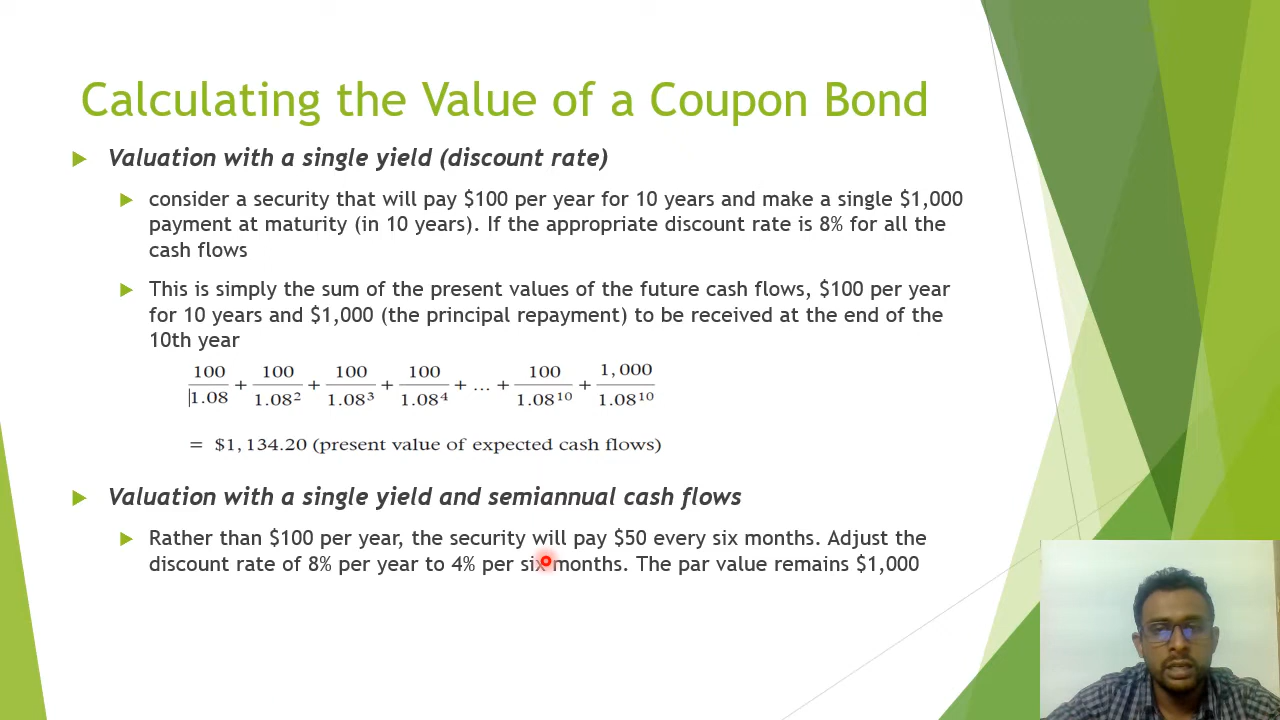 Calculating the Value of a Coupon Bond
Valuation with a single yield (discount rate)
consider a security that will pay $100 per year for 10 years and make a single $1,000
payment at maturity (in 10 years). If the appropriate discount rate is 8% for all the
cash flows
This is simply the sum of the present values of the future cash flows, $100 per year
for 10 years and $1,000 (the principal repayment) to be received at the end of the
10th year
100/1.08 + 100/1.08² + 100/1.08³ + 100/1.08⁴ + ... + 100/1.08¹⁰ + 1,000/1.08¹⁰
= $1,134.20 (present value of expected cash flows)
Valuation with a single yield and semiannual cash flows
Rather than $100 per year, the security will pay $50 every six months. Adjust the
discount rate of 8% per year to 4% per six months. The par value remains $1,000